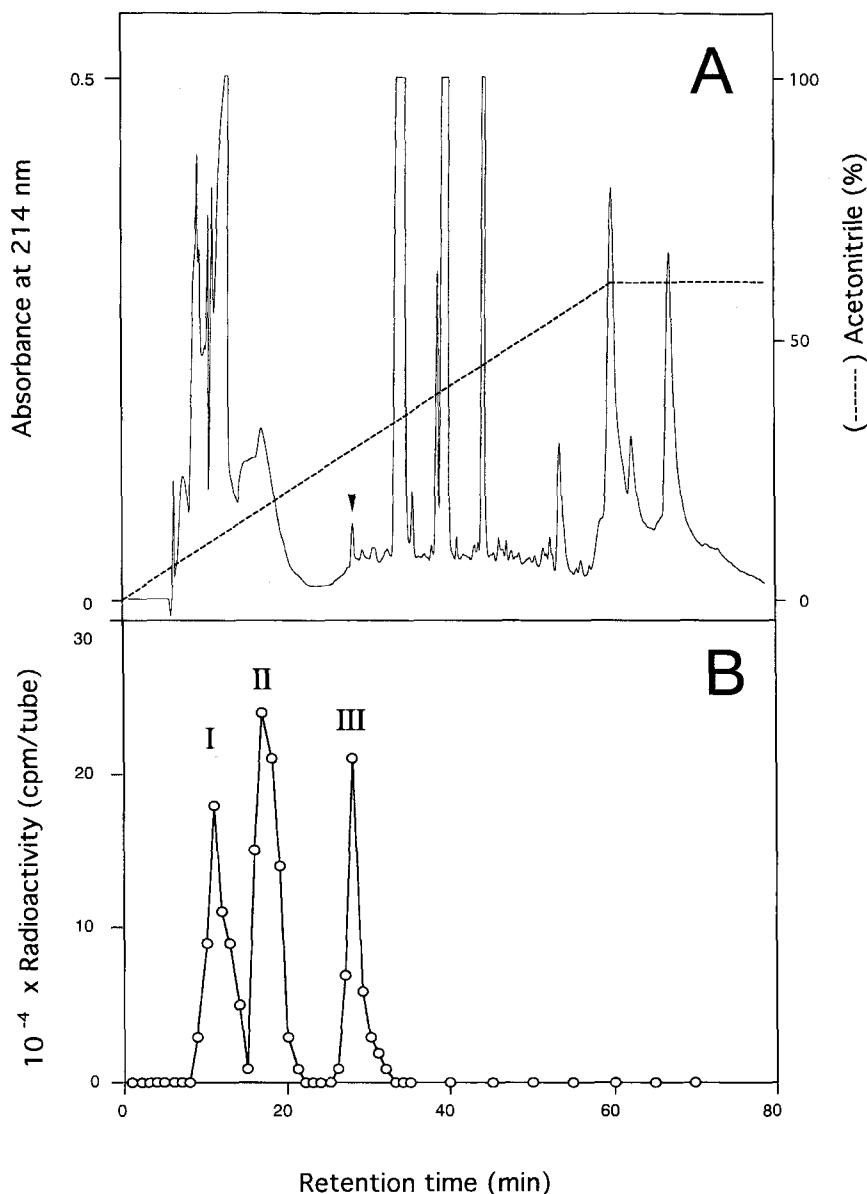 A
0.5
100
Absorbance at 214 nm
(------) Acetonitrile (%)
50
0
0
B
30
I
II
III
20
10
0
10⁻⁴ x Radioactivity (cpm/tube)
0
20
40
60
80
Retention time (min)